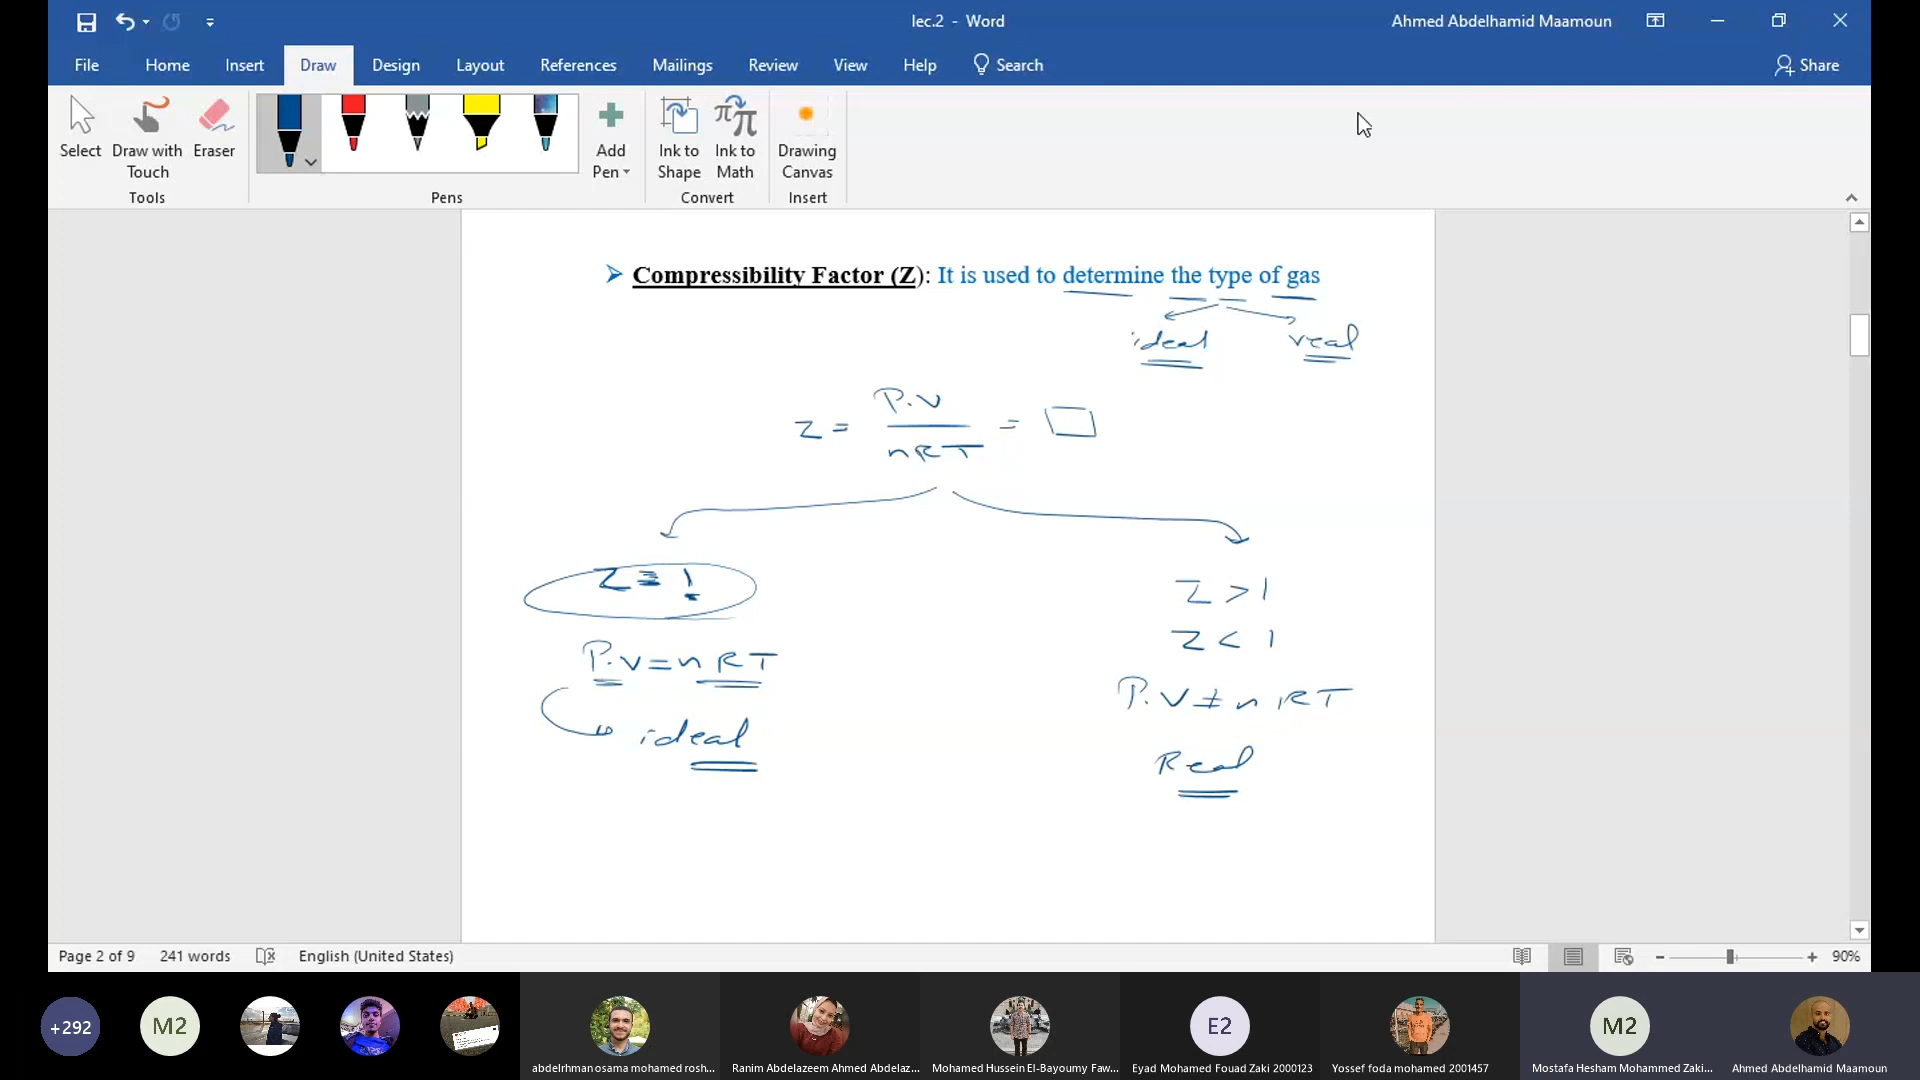 lec.2 - Word
Ahmed Abdelhamid Maamoun
File Home Insert Draw Design Layout References Mailings Review View Help Search Share
Select Draw with Touch Eraser Add Pen Ink to Shape Ink to Math Drawing Canvas
Tools Pens Convert Insert
➢ Compressibility Factor (Z): It is used to determine the type of gas
ideal real
Z = P.V / nRT = □
Z = 1 Z > 1
Z < 1
P.V = nRT P.V ≠ nRT
ideal Real
Page 2 of 9 241 words English (United States) 90%
+292 M2 E2 M2
abdelrhman osama mohamed rosh... Ranim Abdelazeem Ahmed Abdelaz... Mohamed Hussein El-Bayoumy Faw... Eyad Mohamed Fouad Zaki 2000123 Yossef foda mohamed 2001457 Mostafa Hesham Mohammed Zaki... Ahmed Abdelhamid Maamoun